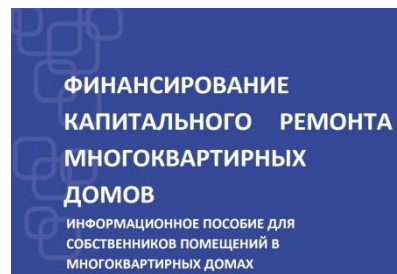 ФИНАНСИРОВАНИЕ
КАПИТАЛЬНОГО РЕМОНТА
МНОГОКВАРТИРНЫХ
ДОМОВ
ИНФОРМАЦИОННОЕ ПОСОБИЕ ДЛЯ
СОБСТВЕННИКОВ ПОМЕЩЕНИЙ В
МНОГОКВАРТИРНЫХ ДОМАХ